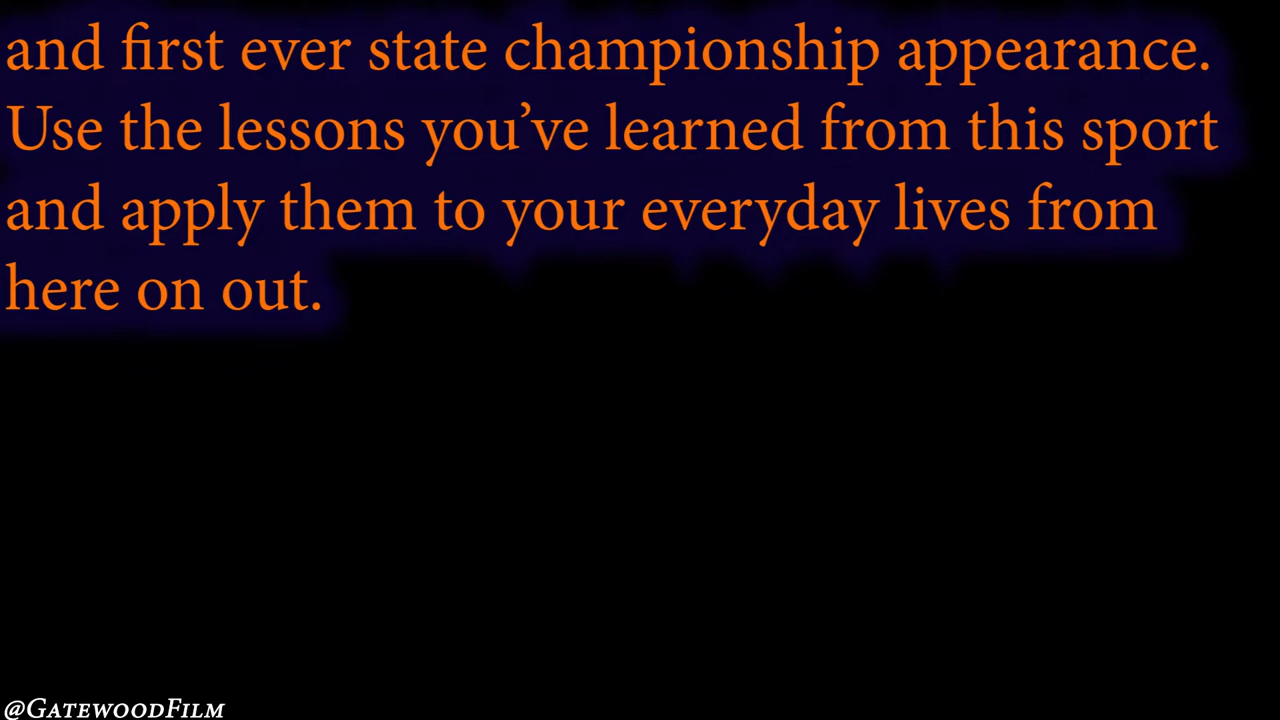 and first ever state championship appearance.
Use the lessons you’ve learned from this sport
and apply them to your everyday lives from
here on out.
@GatewoodFilm